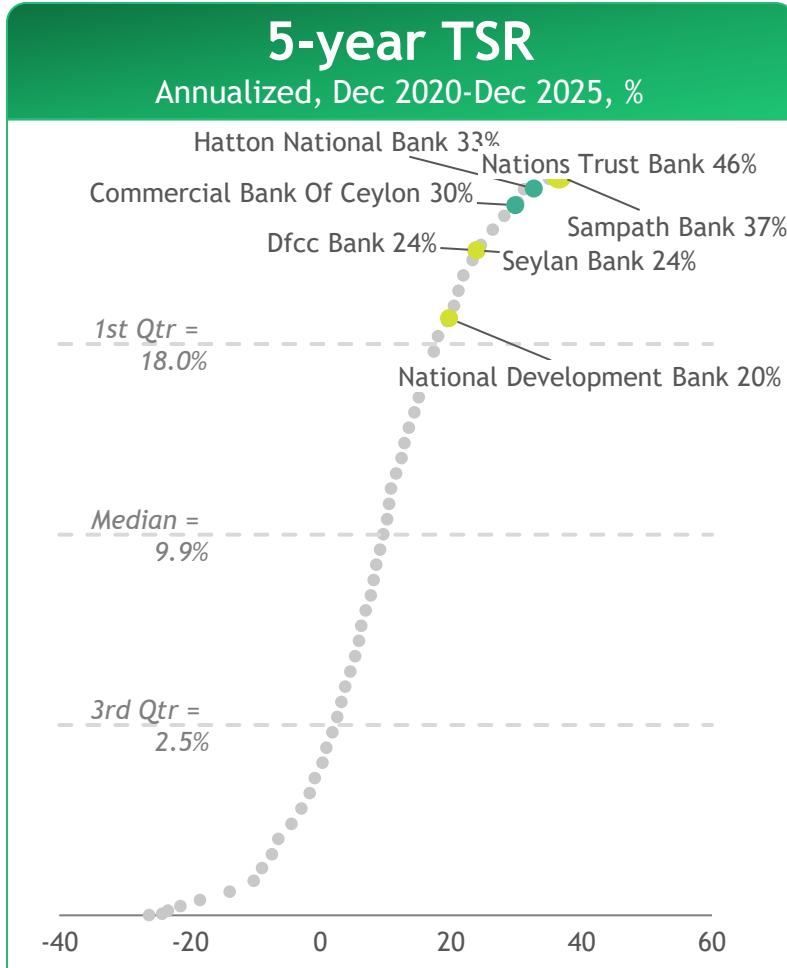 5-year TSR
Annualized, Dec 2020-Dec 2025, %
Hatton National Bank 33%
Nations Trust Bank 46%
Commercial Bank Of Ceylon 30%
Sampath Bank 37%
Dfcc Bank 24%
Seylan Bank 24%
1st Qtr =
18.0%
National Development Bank 20%
Median =
9.9%
3rd Qtr =
2.5%
-40 -20 0 20 40 60